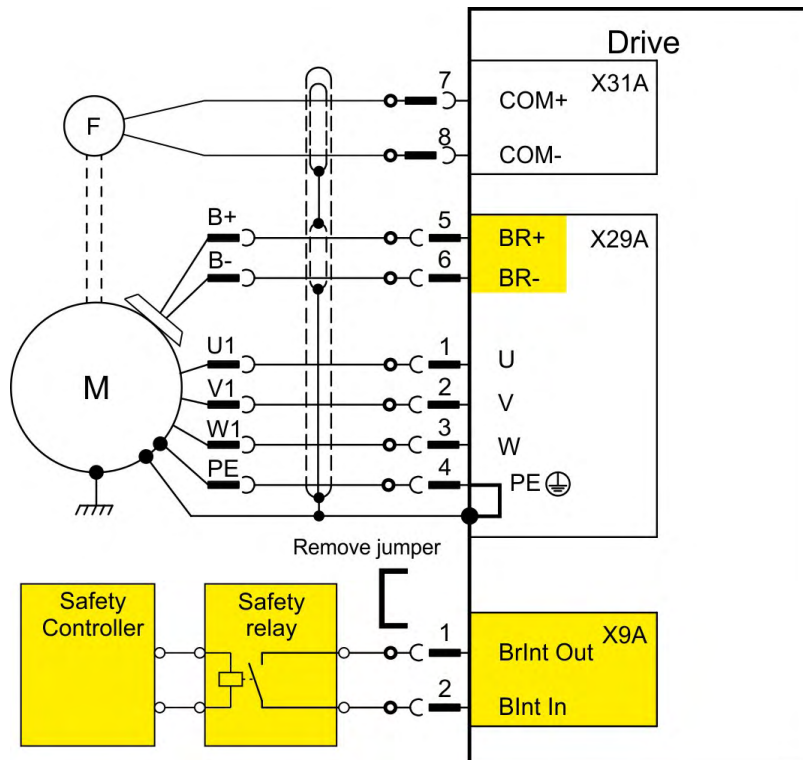 Drive
7
COM+
X31A
F
8
COM-
B+
5
BR+
X29A
B-
6
BR-
U1
1
U
M
V1
2
V
W1
3
W
PE
4
PE
Remove jumper
Safety
Controller
Safety
relay
1
BrInt Out
X9A
2
BInt In